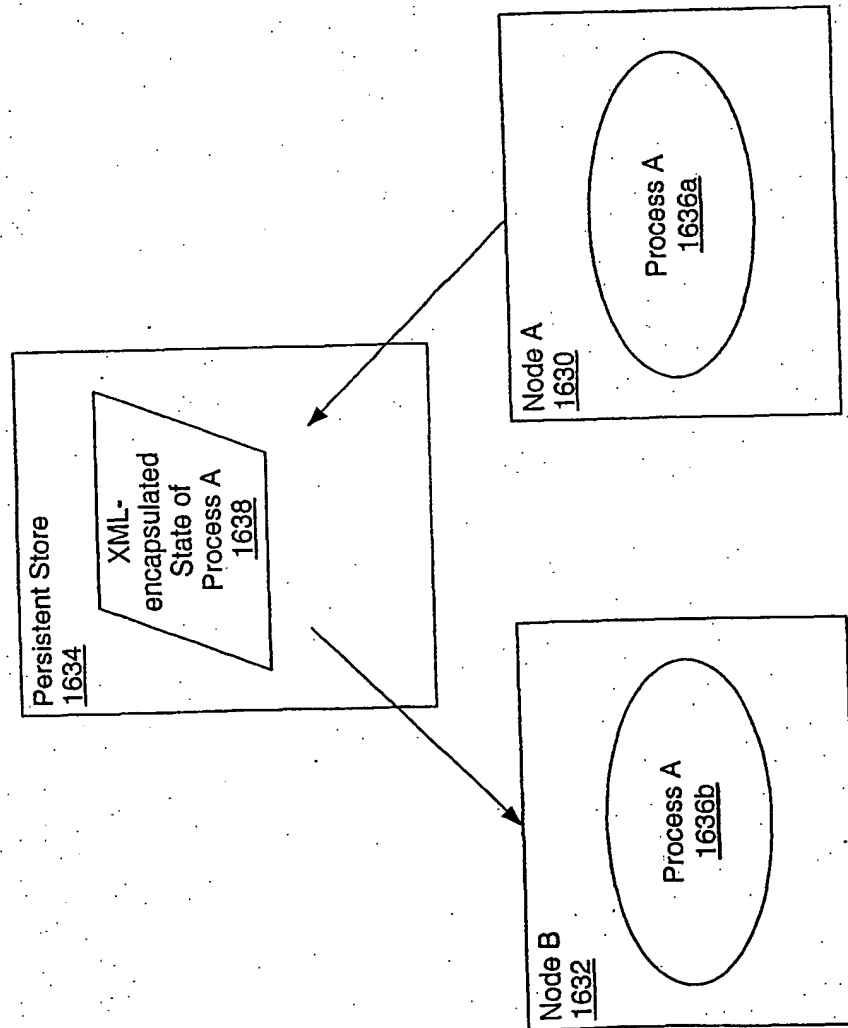 Persistent Store
1634
XML-
encapsulated
State of
Process A
1638
Node A
1630
Process A
1636a
Node B
1632
Process A
1636b